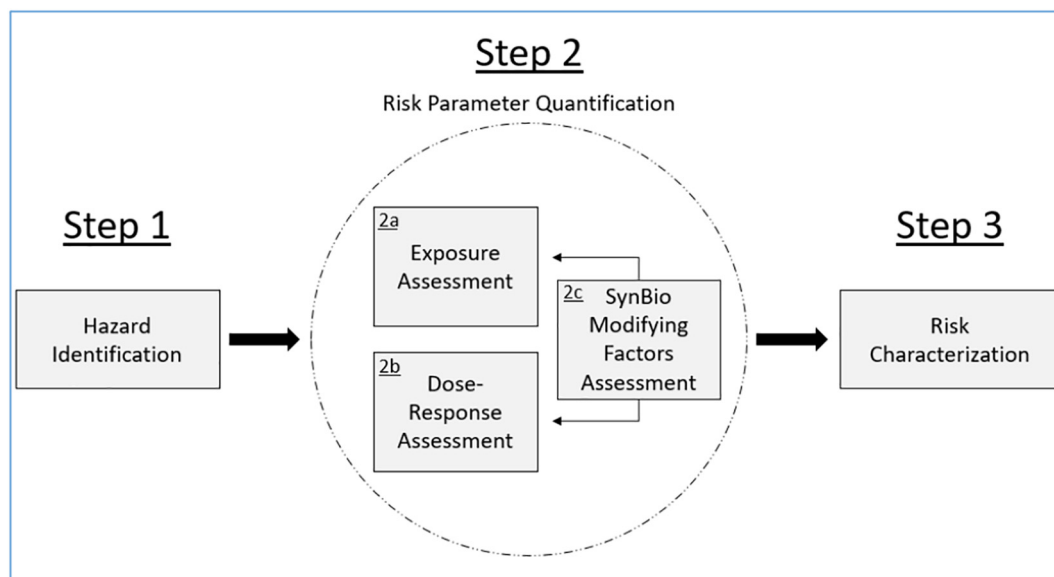 Step 1
Hazard
Identification
Step 2
Risk Parameter Quantification
2a
Exposure
Assessment
2b
Dose-
Response
Assessment
2c
SynBio
Modifying
Factors
Assessment
Step 3
Risk
Characterization